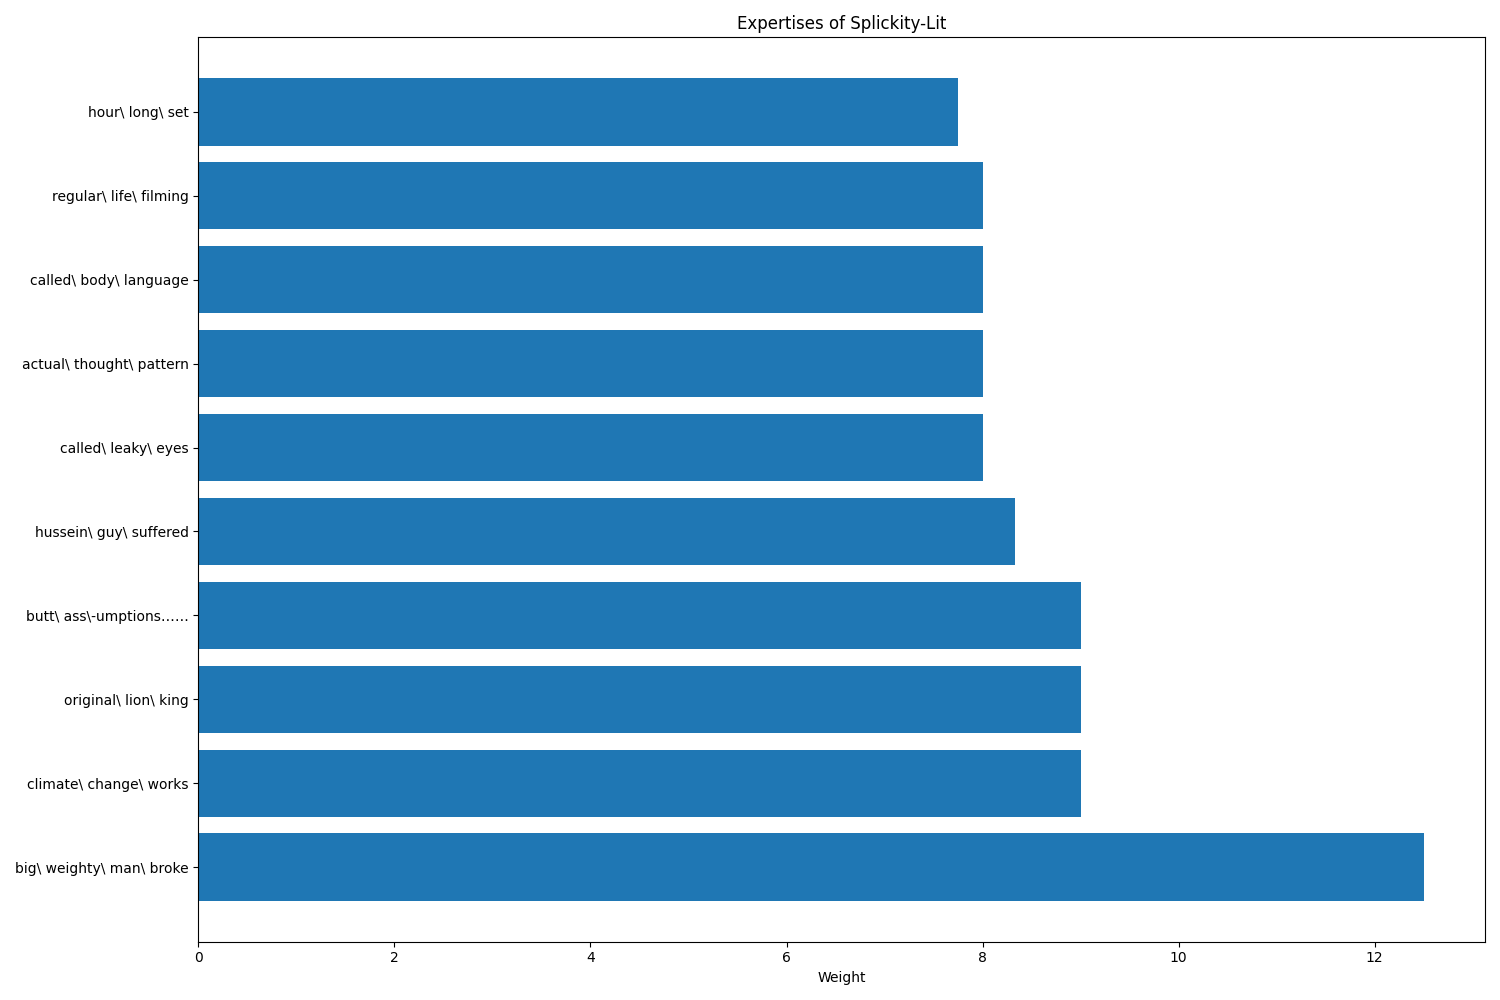 Expertises of Splickity-Lit
hour\ long\ set
regular\ life\ filming
called\ body\ language
actual\ thought\ pattern
called\ leaky\ eyes
hussein\ guy\ suffered
butt\ ass\-umptions……
original\ lion\ king
climate\ change\ works
big\ weighty\ man\ broke
0 2 4 6 8 10 12
Weight